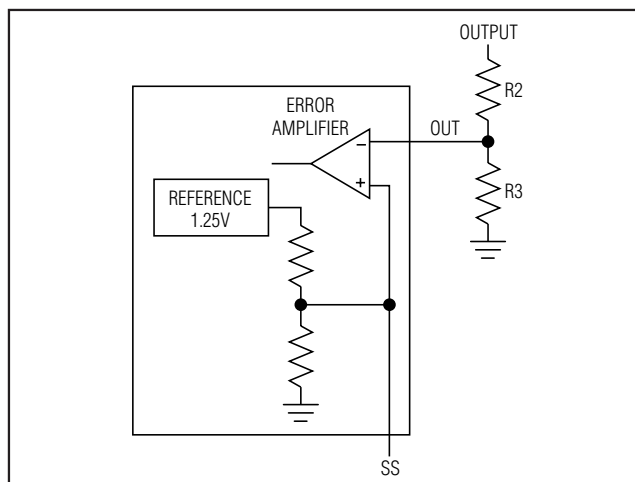 OUTPUT
R2
ERROR
AMPLIFIER
OUT
−
+
R3
REFERENCE
1.25V
SS